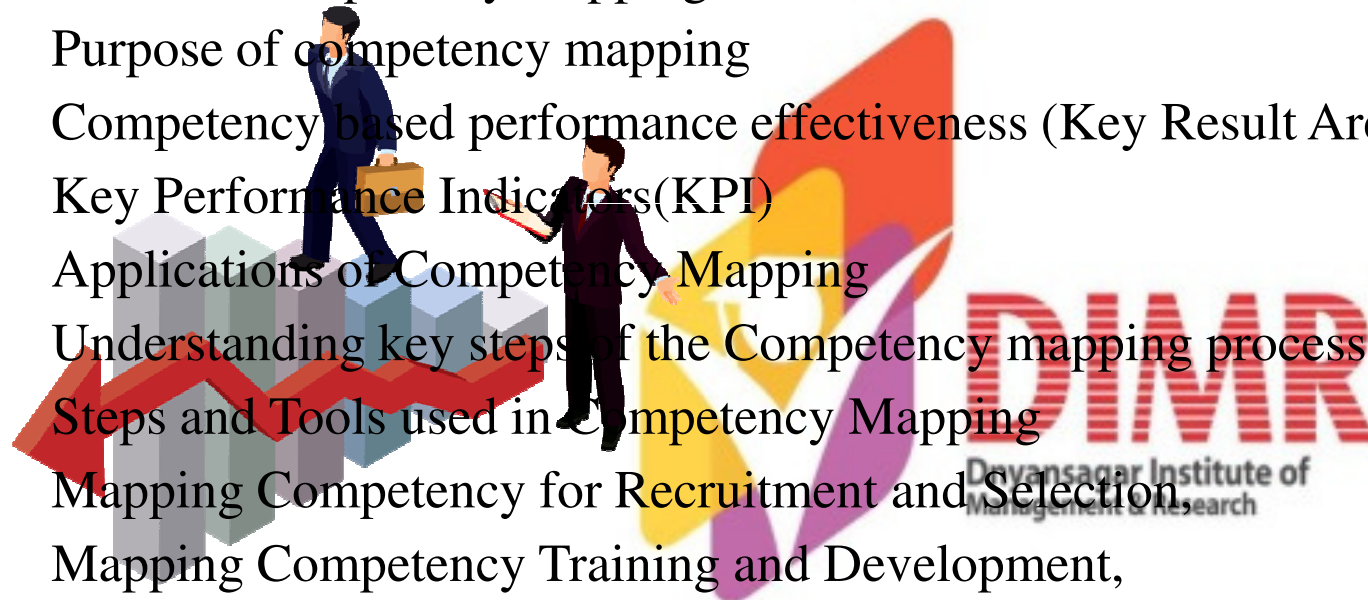 Purpose of competency mapping
Competency based performance effectiveness (Key Result
Key Performance Indicators(KPI)
Applications of Competency Mapping
Understanding key steps of the Competency mapping process
Steps and Tools used in Competency Mapping
Mapping Competency for Recruitment and Selection,
Mapping Competency Training and Development,
DIMR
Dnyansagar Institute of
Management & Research